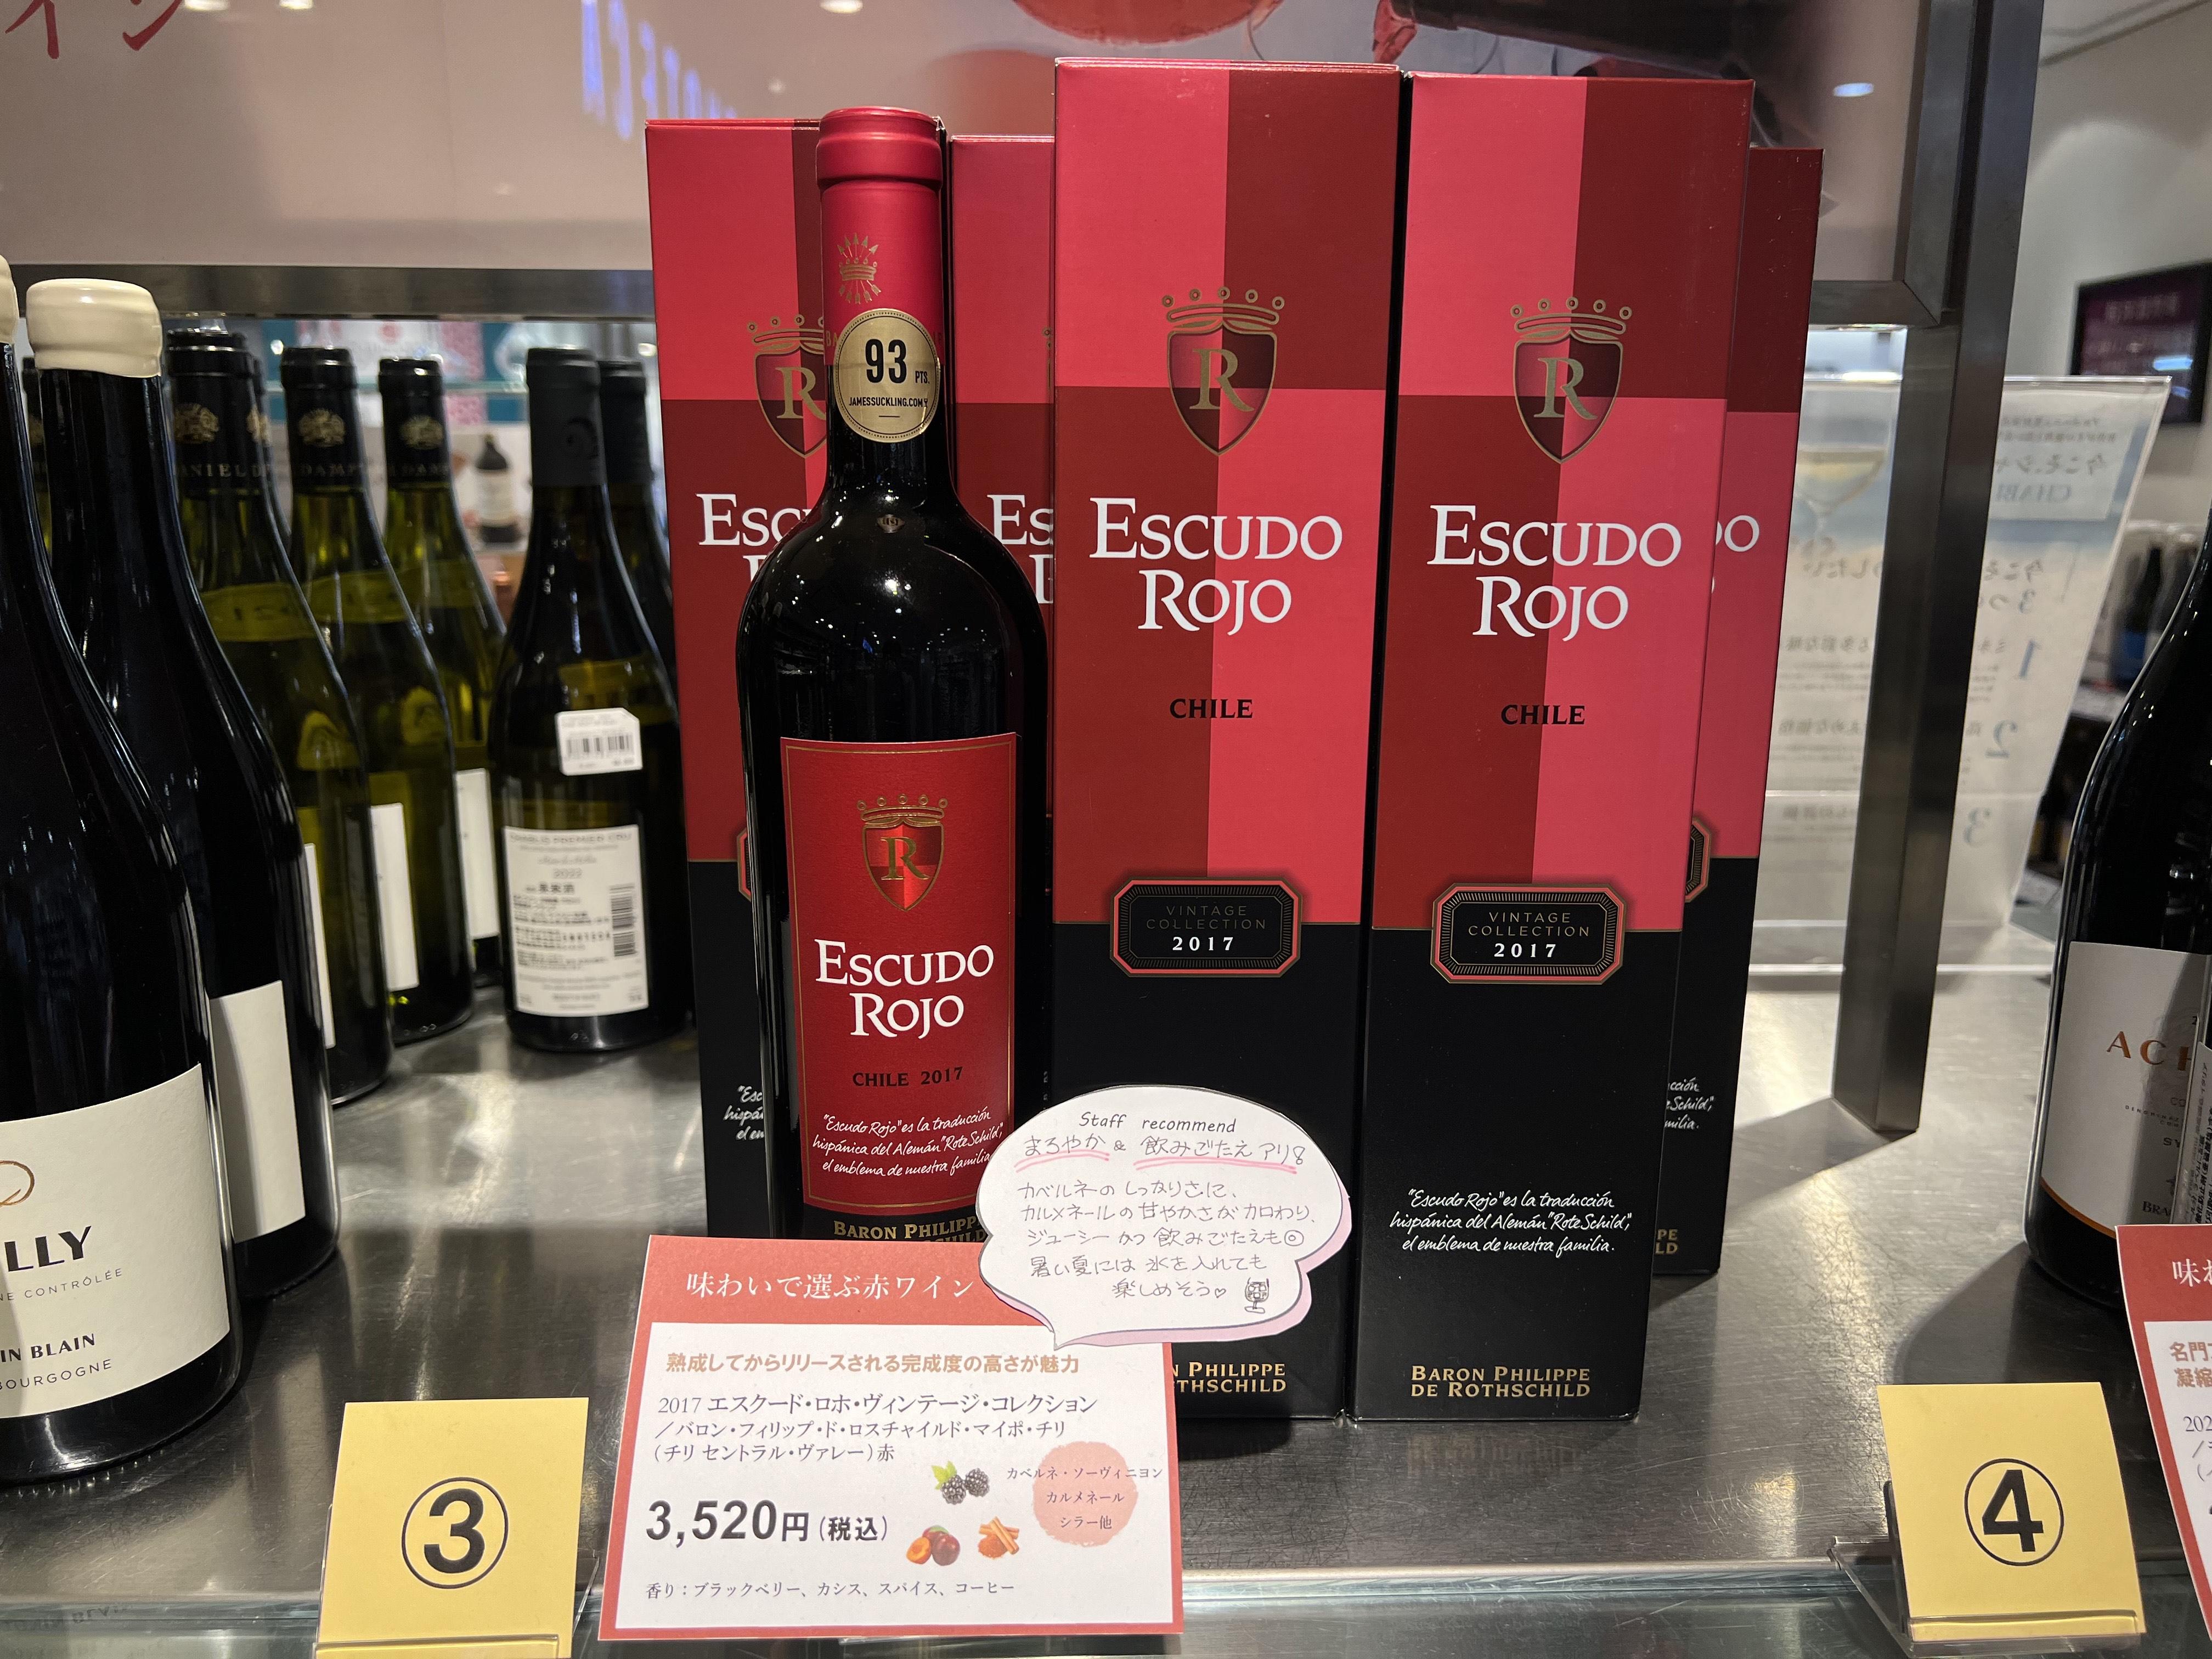 イン
93 PTS.
JAMESSUCKLING.COM
R
R
R
ESCUDO
ROJO
CHILE
VINTAGE
COLLECTION
2017
ESCUDO
ROJO
CHILE
VINTAGE
COLLECTION
2017
"Escudo Rojo" es la traducción
hispánica del Alemán "Rote Schild",
el emblema de nuestra familia.
BARON PHILIPPE
DE ROTHSCHILD
PHILIPPE
THSCHILD
R
ESCUDO
ROJO
CHILE 2017
"Escudo Rojo" es la traducción
hispánica del Alemán "Rote Schild",
el emblema de nuestra familia
BARON PHILIPP
Staff recommend
まろやか & 飲みごたえアリ!
カベルネのしっかりさに、
カルメネールの甘やかさが加わり、
ジューシーかつ飲みごたえも◎
暑い夏には氷を入れても
楽しめそう♡
味わいで選ぶ赤ワイン
熟成してからリリースされる完成度の高さが魅力
2017 エスクード・ロホ・ヴィンテージ・コレクション
/バロン・フィリップ・ド・ロスチャイルド・マイポ・チリ
(チリ セントラル・ヴァレー)赤
カベルネ・ソーヴィニヨン
カルメネール
シラー他
3,520円(税込)
香り:ブラックベリー、カシス、スパイス、コーヒー
③
④
LLY
NE CONTRÔLÉE
IN BLAIN
BOURGOGNE
2022
ACH
名門
凝縮